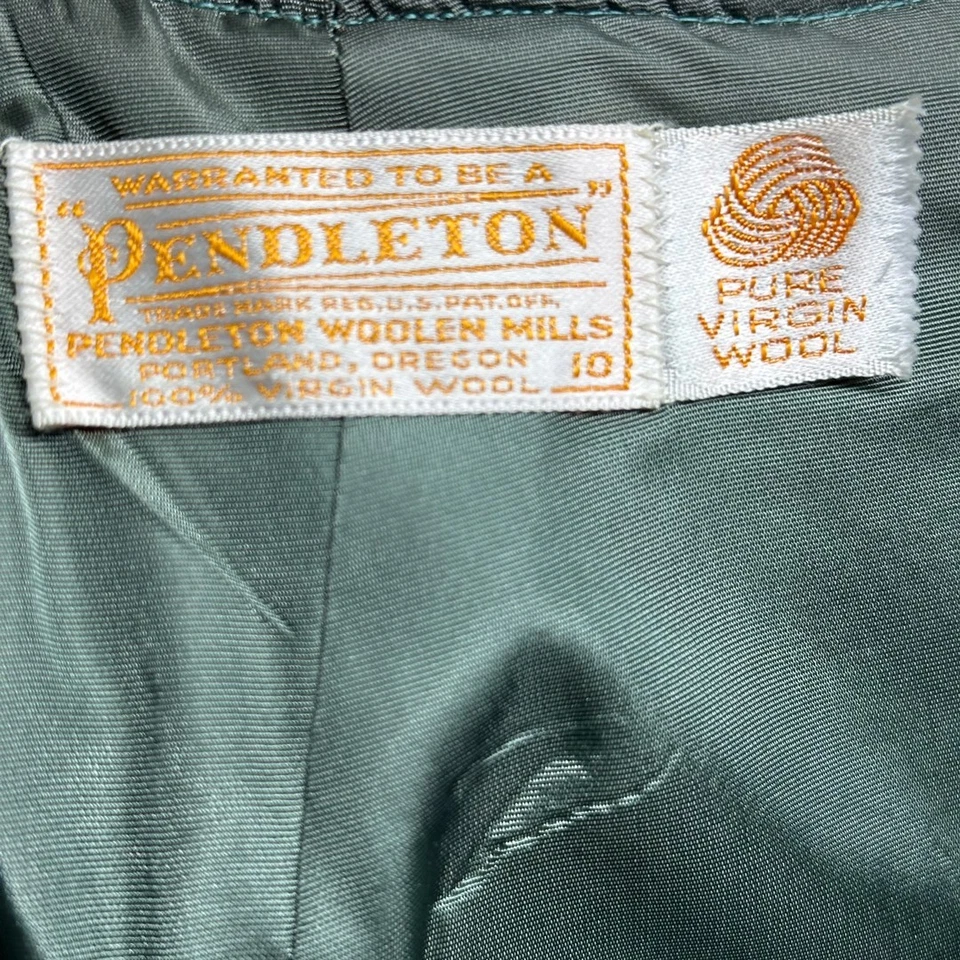 WARRANTED TO BE A
"PENDLETON"
TRADE MARK REG. U.S. PAT. OFF.
PENDLETON WOOLEN MILLS
PORTLAND, OREGON 10
100% VIRGIN WOOL
PURE
VIRGIN
WOOL